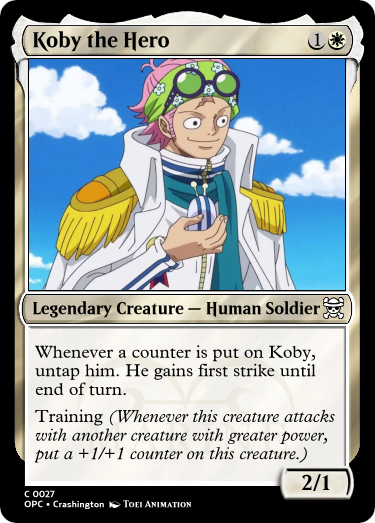 Koby the Hero 1
Legendary Creature — Human Soldier
Whenever a counter is put on Koby,
untap him. He gains first strike until
end of turn.
Training (Whenever this creature attacks
with another creature with greater power,
put a +1/+1 counter on this creature.)
2/1
C 0027
OPC • Crashington Toei Animation